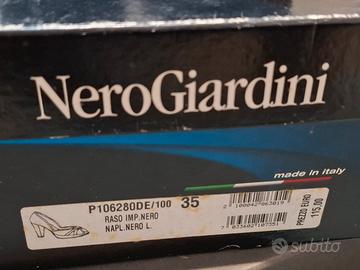 NeroGiardini
made in italy
P106280DE/100 35
RASO IMP.NERO
NAPL.NERO L.
PREZZO EURO
115,00
subito